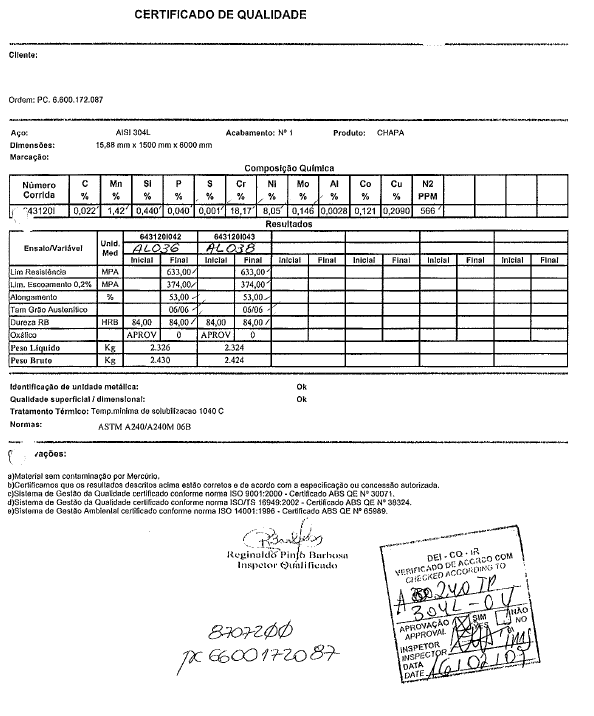 CERTIFICADO DE QUALIDADE
Cliente:
Ordem: PC. 6.600.172.087
Aço: AISI 304L Acabamento: Nº 1 Produto: CHAPA
Dimensões: 15,88 mm x 1500 mm x 6000 mm
Marcação:
Composição Química
Número Corrida C % Mn % Si % P % S % Cr % Ni % Mo % Al % Co % Cu % N2 PPM
643120I 0,022 1,42 0,440 0,040 0,001 18,17 8,05 0,146 0,0028 0,121 0,2090 566
Resultados
Ensaio/Variável Unid. Med 643120I042 643120I043
AL036 AL038
Inicial Final Inicial Final Inicial Final Inicial Final Inicial Final Inicial Final
Lim Resistência MPA 633,00 633,00
Lim. Escoamento 0,2% MPA 374,00 374,00
Alongamento % 53,00 53,00
Tam Grão Austenítico 06/06 06/06
Dureza RB HRB 84,00 84,00 84,00 84,00
Oxálico APROV 0 APROV 0
Peso Líquido Kg 2.326 2.324
Peso Bruto Kg 2.430 2.424
Identificação de unidade metálica: Ok
Qualidade superficial / dimensional: Ok
Tratamento Térmico: Temp.mínima de solubilizacao 1040 C
Normas: ASTM A240/A240M 06B
vações:
a)Material sem contaminação por Mercúrio.
b)Certificamos que os resultados descritos acima estão corretos e de acordo com a especificação ou concessão autorizada.
c)Sistema de Gestão da Qualidade certificado conforme norma ISO 9001:2000 - Certificado ABS QE Nº 30071.
d)Sistema de Gestão da Qualidade certificado conforme norma ISO/TS 16949:2002 - Certificado ABS QE Nº 38324.
e)Sistema de Gestão Ambiental certificado conforme norma ISO 14001:1996 - Certificado ABS QE Nº 65989.
Reginaldo Pinto Barbosa
Inspetor Qualificado
8707200
PC 6600172087
DEI - CQ - IR
VERIFICADO DE ACORDO COM
CHECKED ACCORDING TO
240 TP
304L
APROVAÇÃO SIM NÃO
APPROVAL YES NO
INSPETOR
INSPECTOR
DATA
DATE 16/02/07